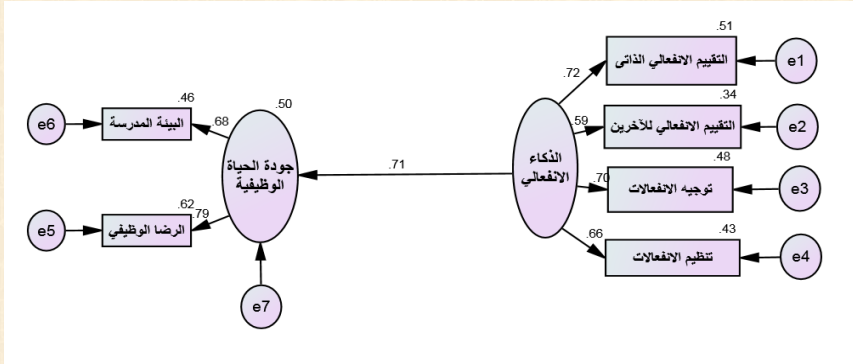 .51
التقييم الانفعالي الذاتى
e1
.72
.34
التقييم الانفعالي للآخرين
e2
.59
.48
توجيه الانفعالات
e3
.70
.43
تنظيم الانفعالات
e4
.66
الذكاء
الانفعالي
.71
.50
جودة الحياة
الوظيفية
e7
.46
.68
البيئة المدرسة
e6
.62
.79
الرضا الوظيفي
e5